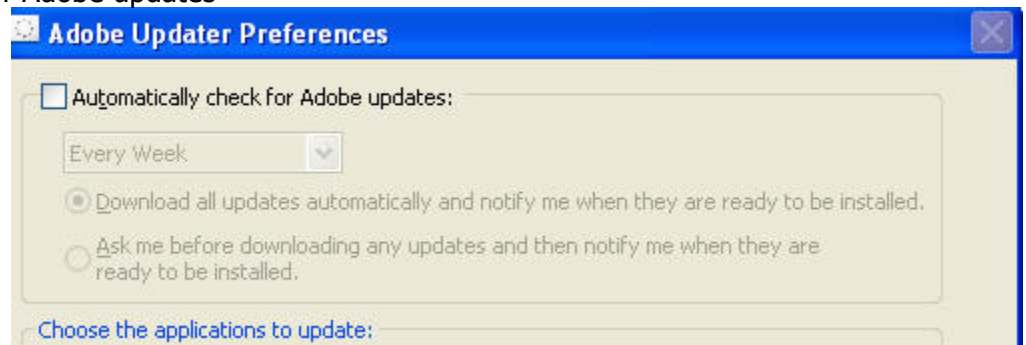 Adobe updates
Adobe Updater Preferences
Automatically check for Adobe updates:
Every Week
Download all updates automatically and notify me when they are ready to be installed.
Ask me before downloading any updates and then notify me when they are
ready to be installed.
Choose the applications to update: